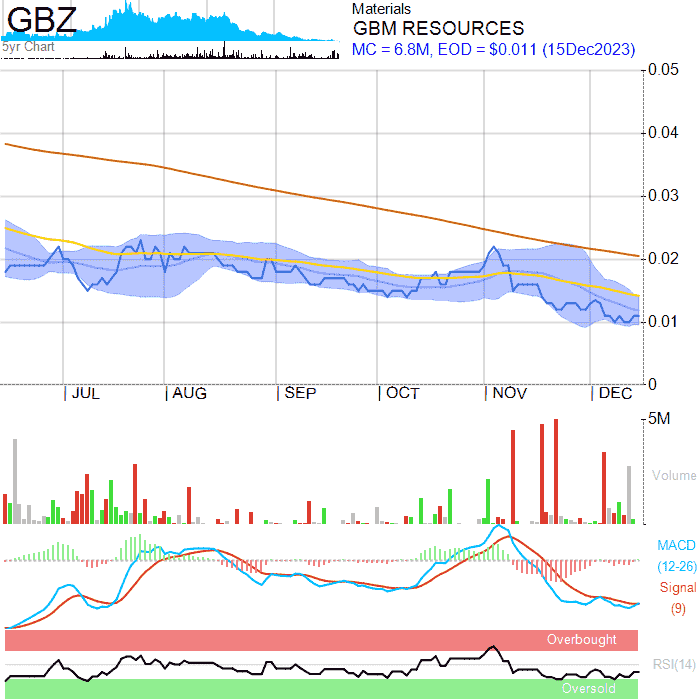 GBZ
5yr Chart
Materials
GBM RESOURCES
MC = 6.8M, EOD = $0.011 (15Dec2023)
0.05
0.04
0.03
0.02
0.01
0
JUL AUG SEP OCT NOV DEC
5M
Volume
MACD
(12-26)
Signal
(9)
Overbought
RSI(14)
Oversold